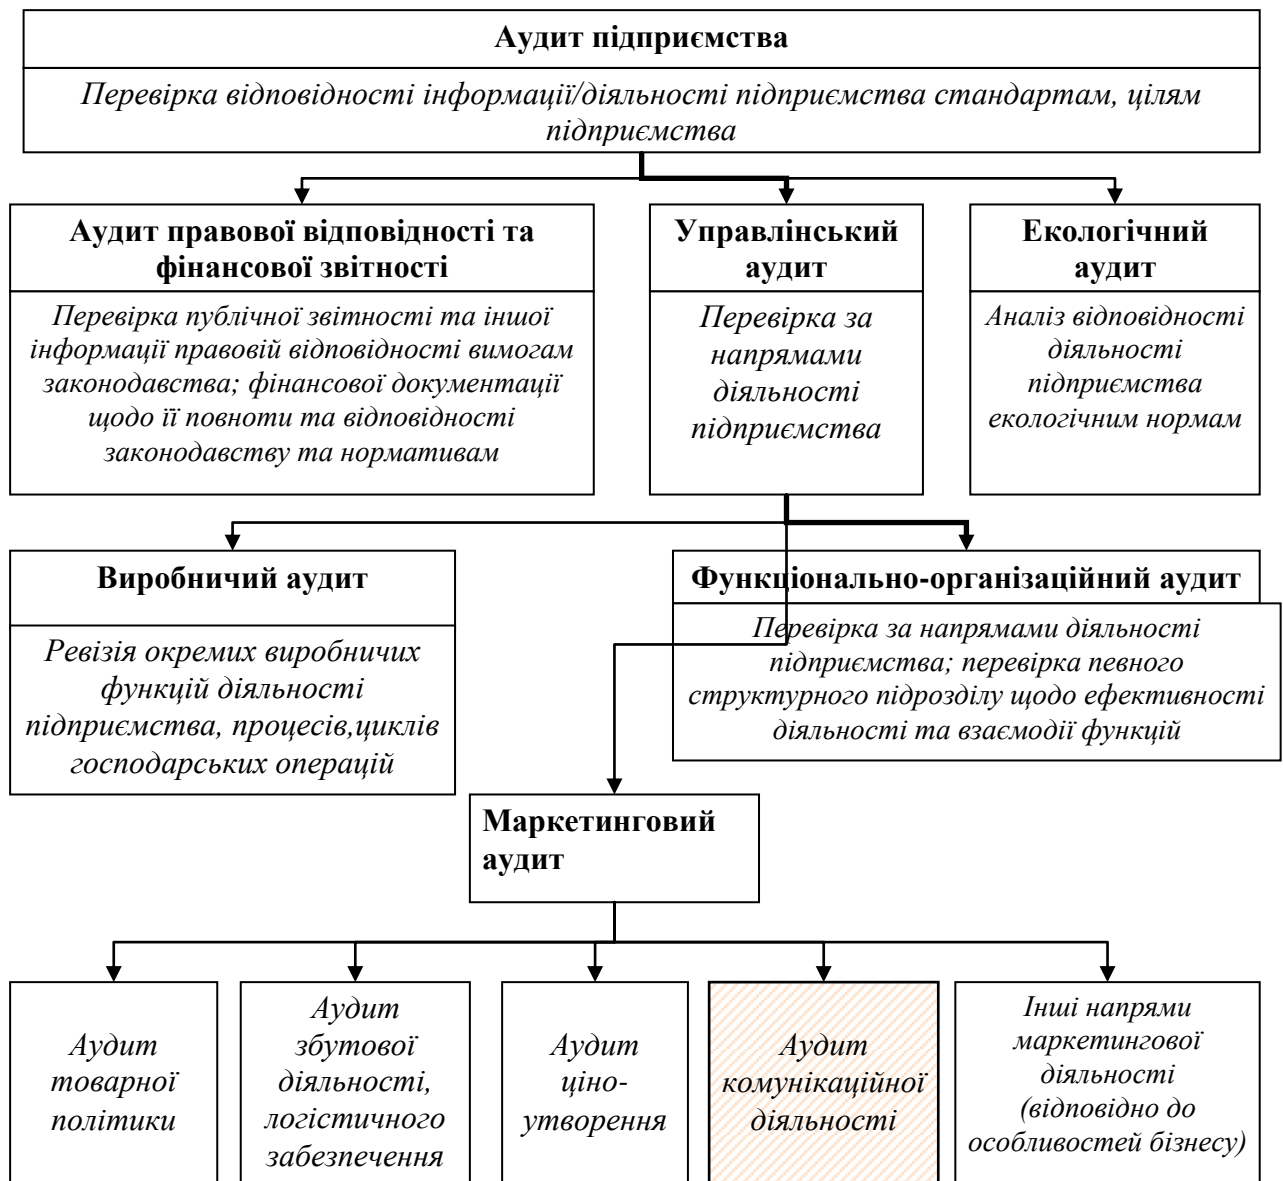 Аудит підприємства
Перевірка відповідності інформації/діяльності підприємства стандартам, цілям
підприємства
Аудит правової відповідності та
фінансової звітності
Перевірка публічної звітності та іншої
інформації правовій відповідності вимогам
законодавства; фінансової документації
щодо її повноти та відповідності
законодавству та нормативам
Управлінський
аудит
Перевірка за
напрамами
діяльності
підприємства
Екологічний
аудит
Аналіз відповідності
діяльності
підприємства
екологічним нормам
Виробничий аудит
Ревізія окремих виробничих
функцій діяльності
підприємства, процесів,циклів
господарських операцій
Функціонально-організаційний аудит
Перевірка за напрямами діяльності
підприємства; перевірка певного
структурного підрозділу щодо ефективності
діяльності та взаємодії функцій
Маркетинговий
аудит
Аудит
товарної
політики
Аудит
збутової
діяльності,
логістичного
забезпечення
Аудит
ціно-
утворення
Аудит
комунікаційної
діяльності
Інші напрями
маркетингової
діяльності
(відповідно до
особливостей бізнесу)